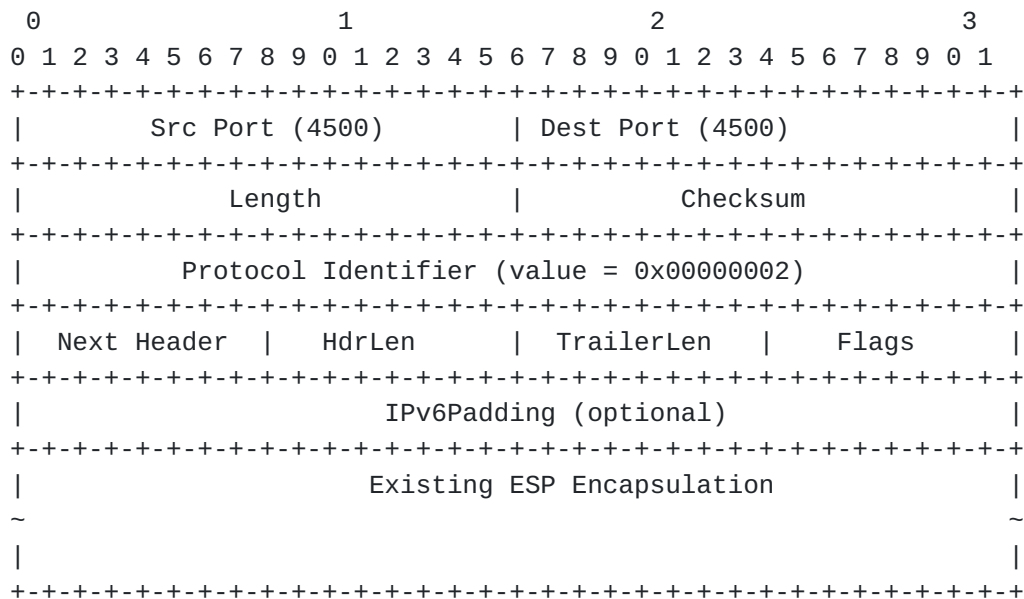 0                   1                   2                   3
0 1 2 3 4 5 6 7 8 9 0 1 2 3 4 5 6 7 8 9 0 1 2 3 4 5 6 7 8 9 0 1
+-+-+-+-+-+-+-+-+-+-+-+-+-+-+-+-+-+-+-+-+-+-+-+-+-+-+-+-+-+-+-+-+
|        Src Port (4500)        | Dest Port (4500)              |
+-+-+-+-+-+-+-+-+-+-+-+-+-+-+-+-+-+-+-+-+-+-+-+-+-+-+-+-+-+-+-+-+
|             Length            |          Checksum             |
+-+-+-+-+-+-+-+-+-+-+-+-+-+-+-+-+-+-+-+-+-+-+-+-+-+-+-+-+-+-+-+-+
|          Protocol Identifier (value = 0x00000002)             |
+-+-+-+-+-+-+-+-+-+-+-+-+-+-+-+-+-+-+-+-+-+-+-+-+-+-+-+-+-+-+-+-+
|  Next Header  |   HdrLen      |  TrailerLen   |    Flags      |
+-+-+-+-+-+-+-+-+-+-+-+-+-+-+-+-+-+-+-+-+-+-+-+-+-+-+-+-+-+-+-+-+
|                       IPv6Padding (optional)                  |
+-+-+-+-+-+-+-+-+-+-+-+-+-+-+-+-+-+-+-+-+-+-+-+-+-+-+-+-+-+-+-+-+
|                      Existing ESP Encapsulation               |
~                                                               ~
|                                                               |
+-+-+-+-+-+-+-+-+-+-+-+-+-+-+-+-+-+-+-+-+-+-+-+-+-+-+-+-+-+-+-+-+